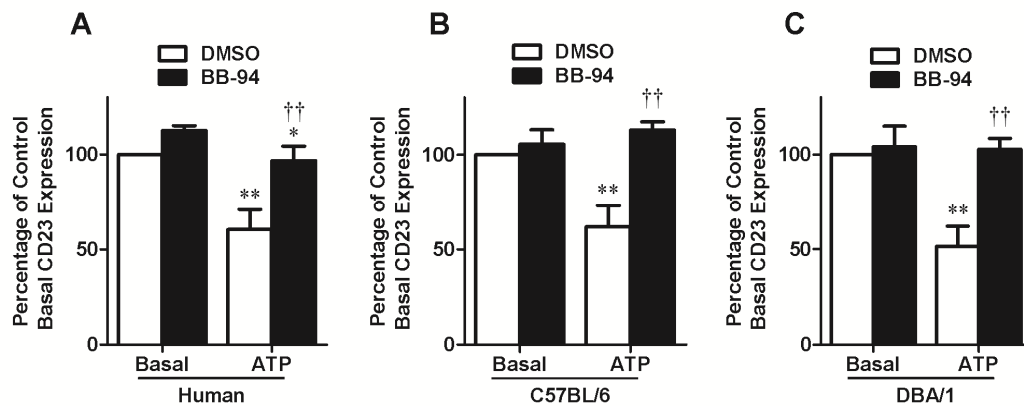 A
DMSO
BB-94
Percentage of Control
Basal CD23 Expression
100
50
0
**
††
*
Basal
ATP
Human
B
DMSO
BB-94
Percentage of Control
Basal CD23 Expression
100
50
0
**
††
Basal
ATP
C57BL/6
C
DMSO
BB-94
Percentage of Control
Basal CD23 Expression
100
50
0
**
††
Basal
ATP
DBA/1